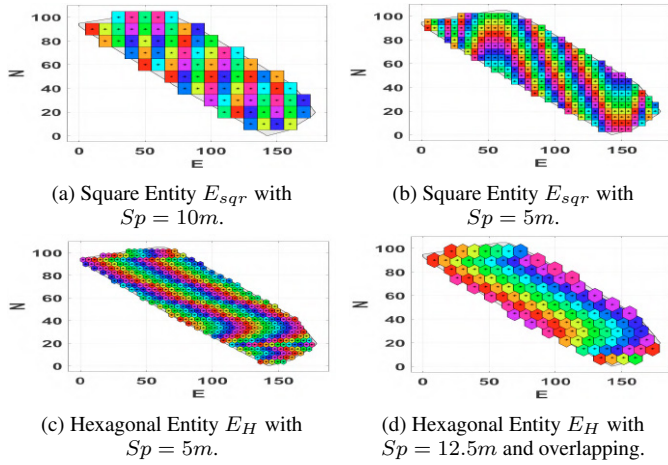 100
80
60
40
20
0
N
0 50 100 150
E
100
80
60
40
20
0
N
0 50 100 150
E
(a) Square Entity E_{sqr} with
Sp = 10m.
(b) Square Entity E_{sqr} with
Sp = 5m.
100
80
60
40
20
0
N
0 50 100 150
E
100
80
60
40
20
0
N
0 50 100 150
E
(c) Hexagonal Entity E_H with
Sp = 5m.
(d) Hexagonal Entity E_H with
Sp = 12.5m and overlapping.